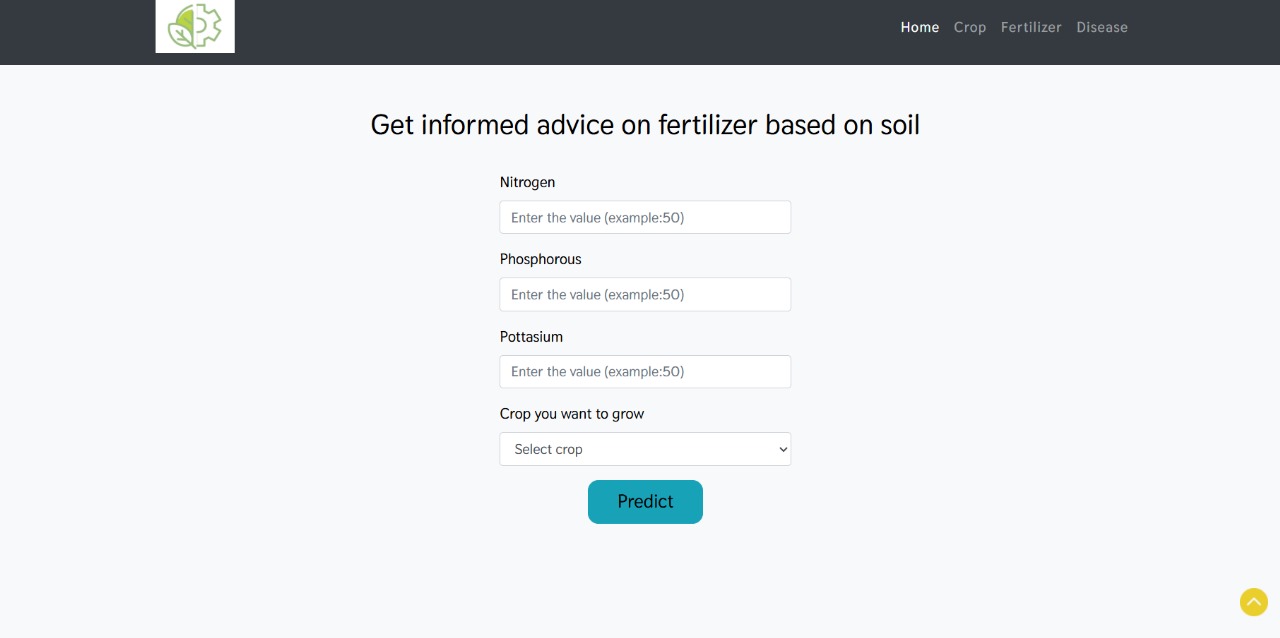 Home Crop Fertilizer Disease
Get informed advice on fertilizer based on soil
Nitrogen
Enter the value (example:50)
Phosphorous
Enter the value (example:50)
Pottasium
Enter the value (example:50)
Crop you want to grow
Select crop
Predict